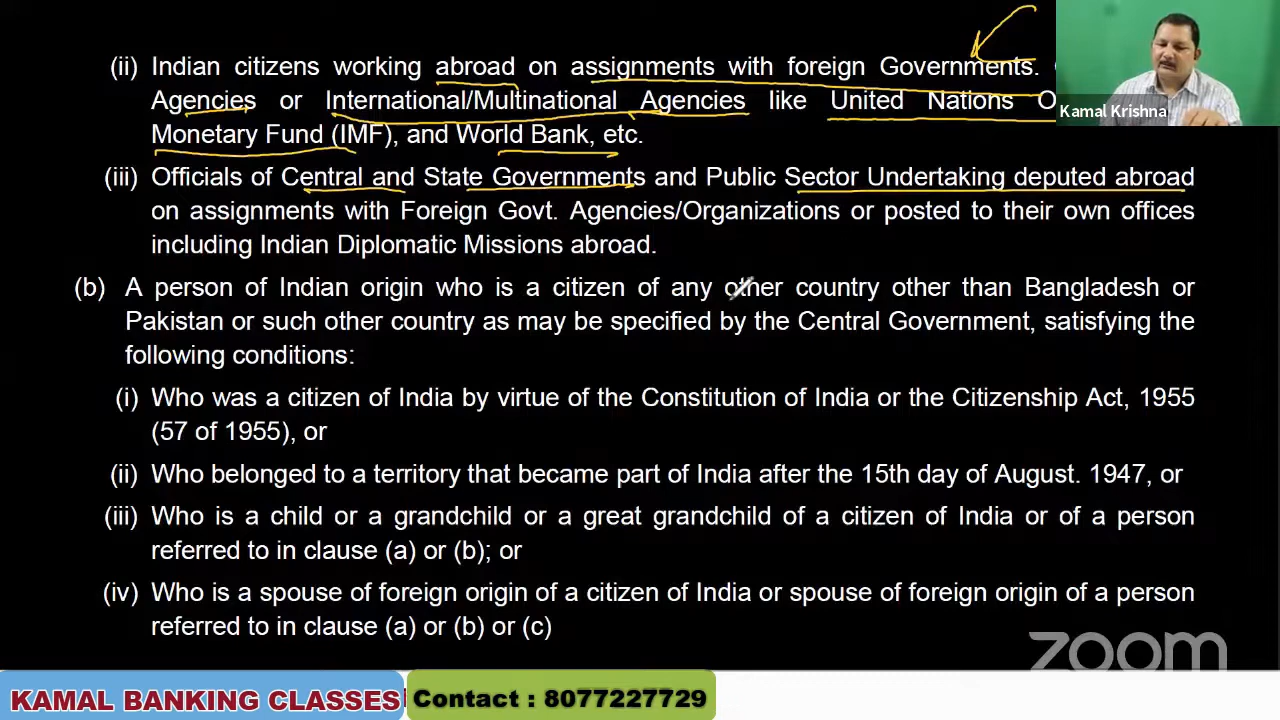 (ii) Indian citizens working abroad on assignments with foreign Governments.
Agencies or International/Multinational Agencies like United Nations
Monetary Fund (IMF), and World Bank, etc.
Kamal Krishna
(iii) Officials of Central and State Governments and Public Sector Undertaking deputed abroad
on assignments with Foreign Govt. Agencies/Organizations or posted to their own offices
including Indian Diplomatic Missions abroad.
(b) A person of Indian origin who is a citizen of any other country other than Bangladesh or
Pakistan or such other country as may be specified by the Central Government, satisfying the
following conditions:
(i) Who was a citizen of India by virtue of the Constitution of India or the Citizenship Act, 1955
(57 of 1955), or
(ii) Who belonged to a territory that became part of India after the 15th day of August. 1947, or
(iii) Who is a child or a grandchild or a great grandchild of a citizen of India or of a person
referred to in clause (a) or (b); or
(iv) Who is a spouse of foreign origin of a citizen of India or spouse of foreign origin of a person
referred to in clause (a) or (b) or (c)
zoom
KAMAL BANKING CLASSES
Contact : 8077227729